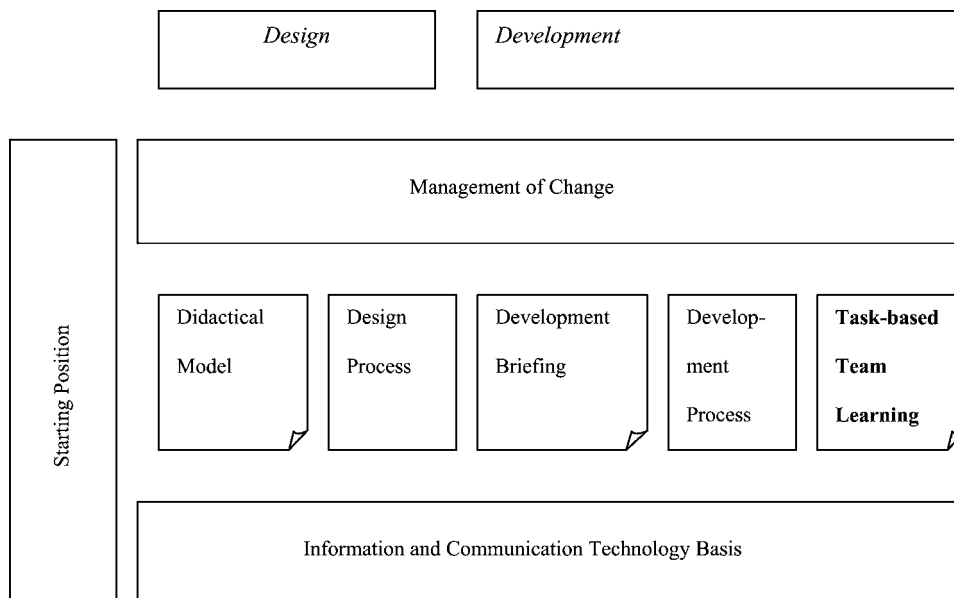 Design
Development
Management of Change
Starting Position
Didactical
Model
Design
Process
Development
Briefing
Develop-
ment
Process
Task-based
Team
Learning
Information and Communication Technology Basis